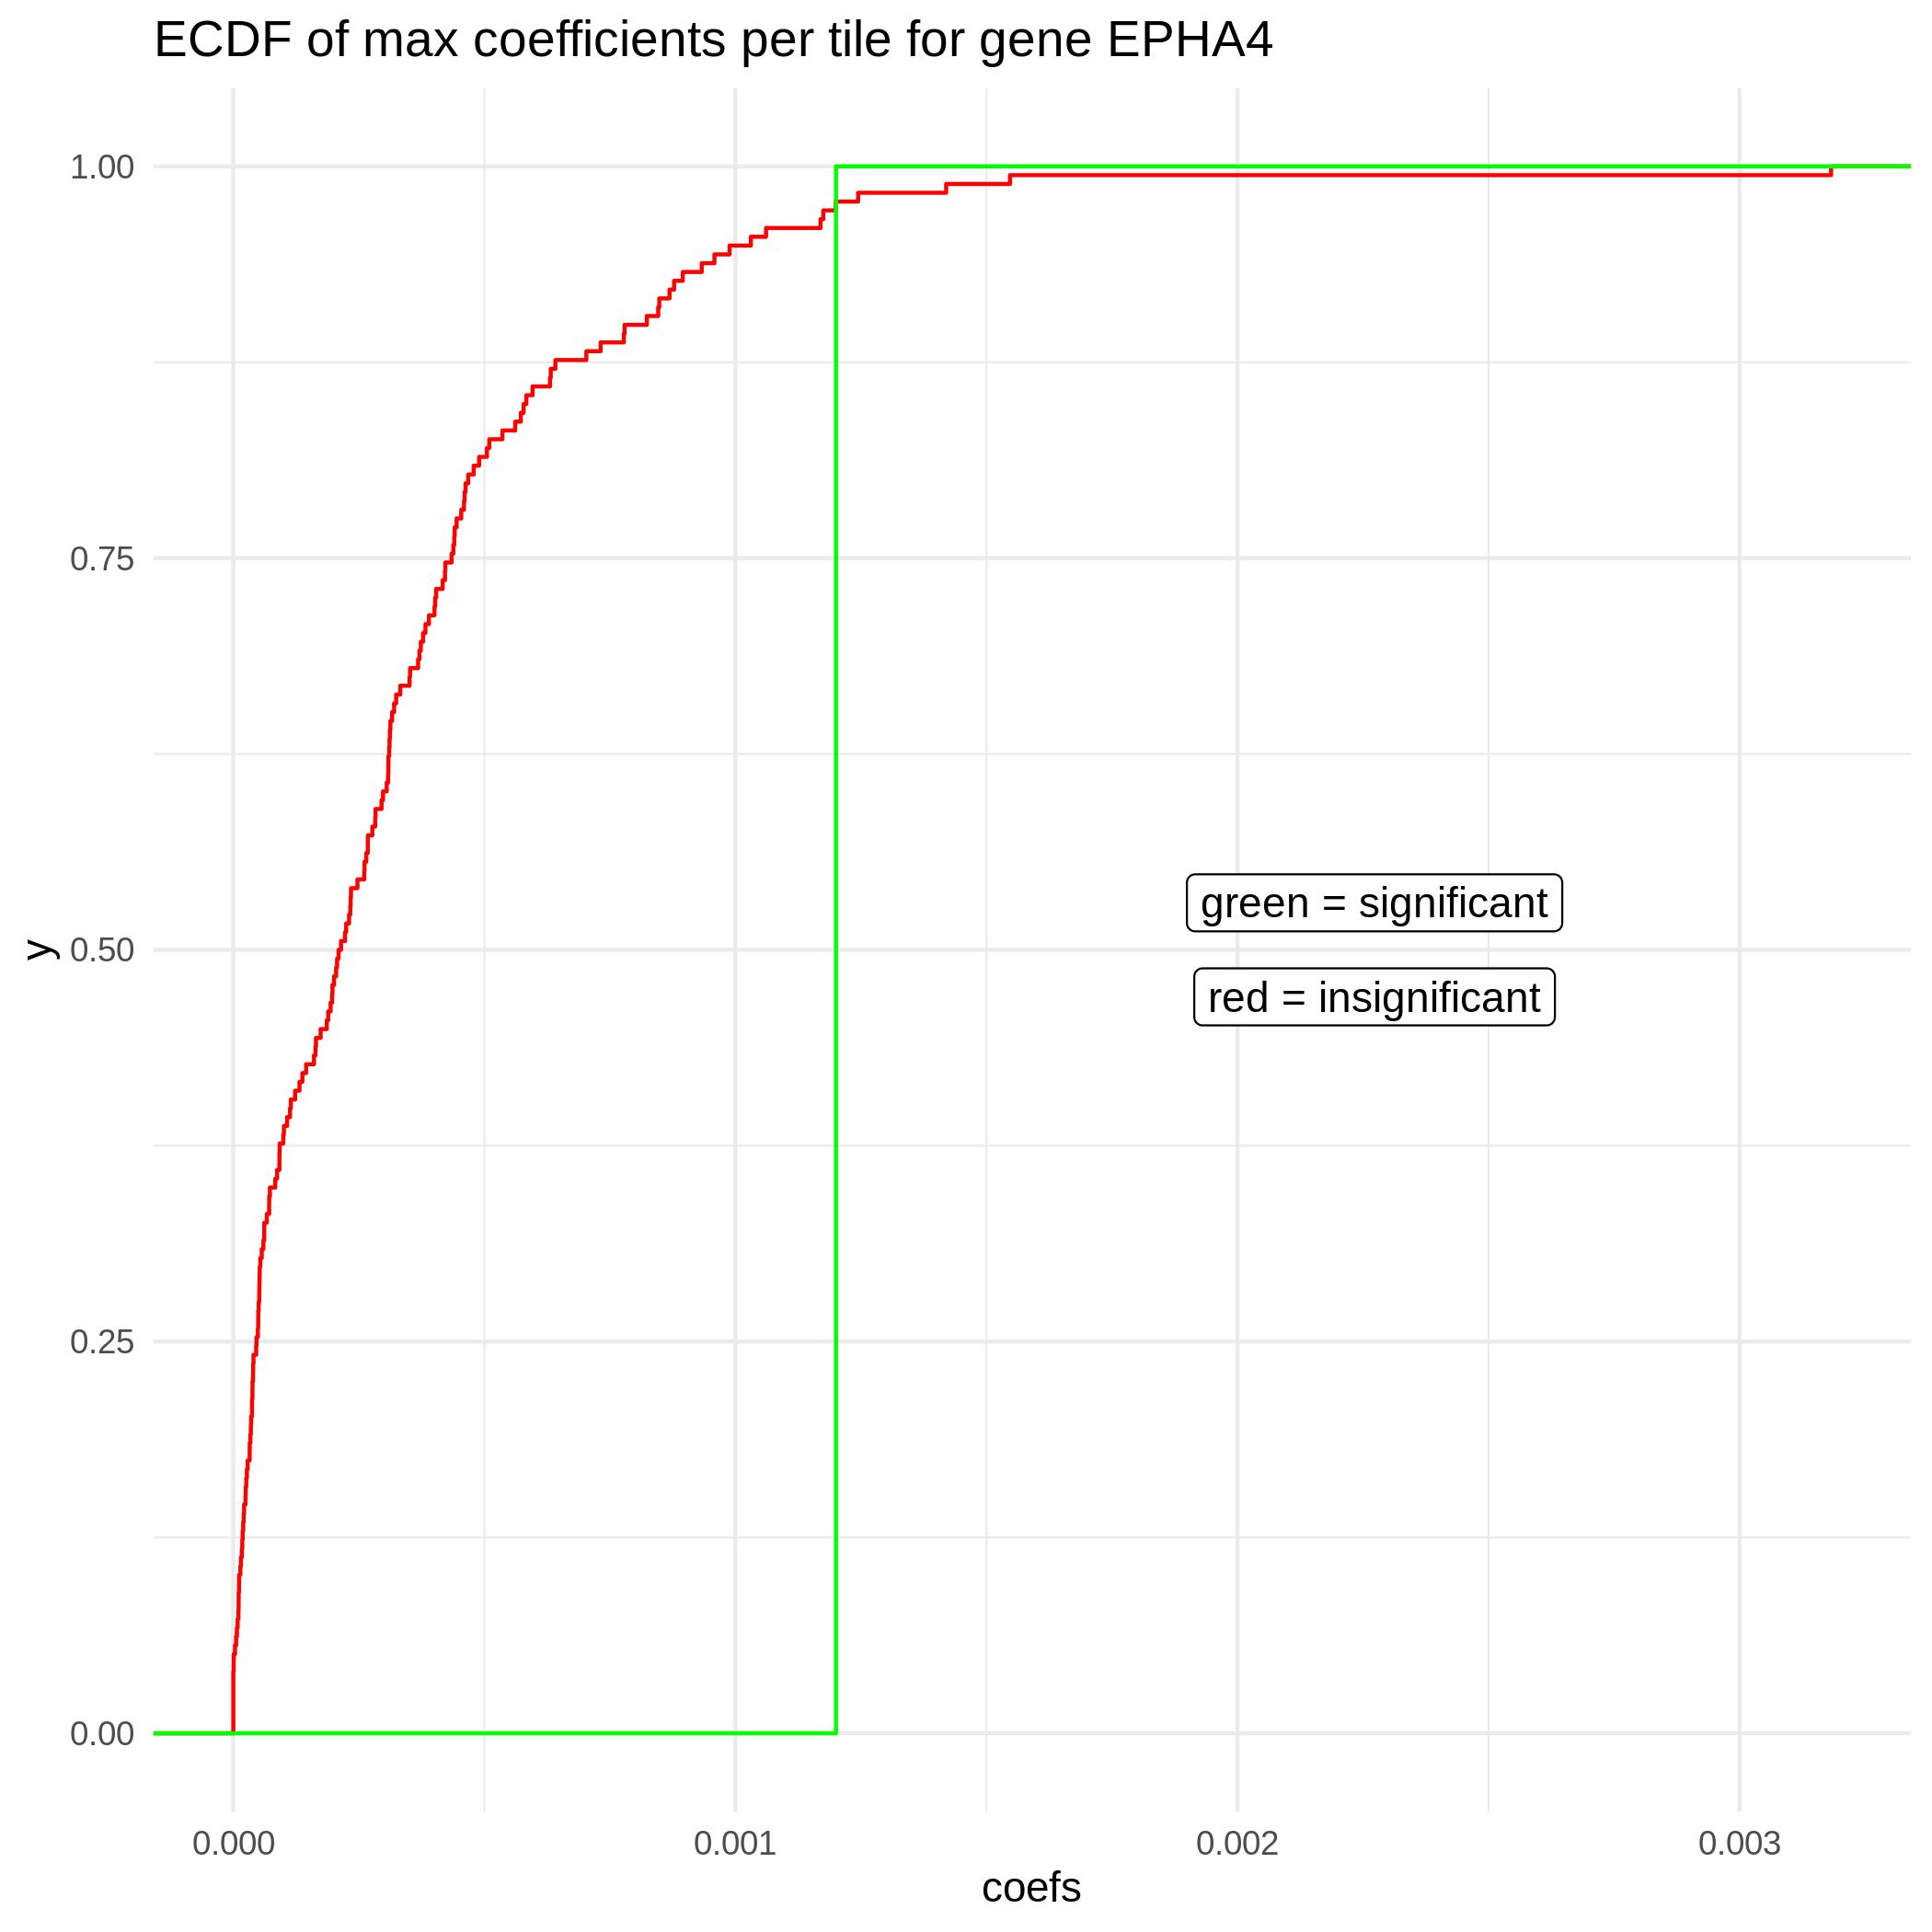 ECDF of max coefficients per tile for gene EPHA4
1.00
0.75
0.50
0.25
0.00
y
green = significant
red = insignificant
0.000 0.001 0.002 0.003
coefs